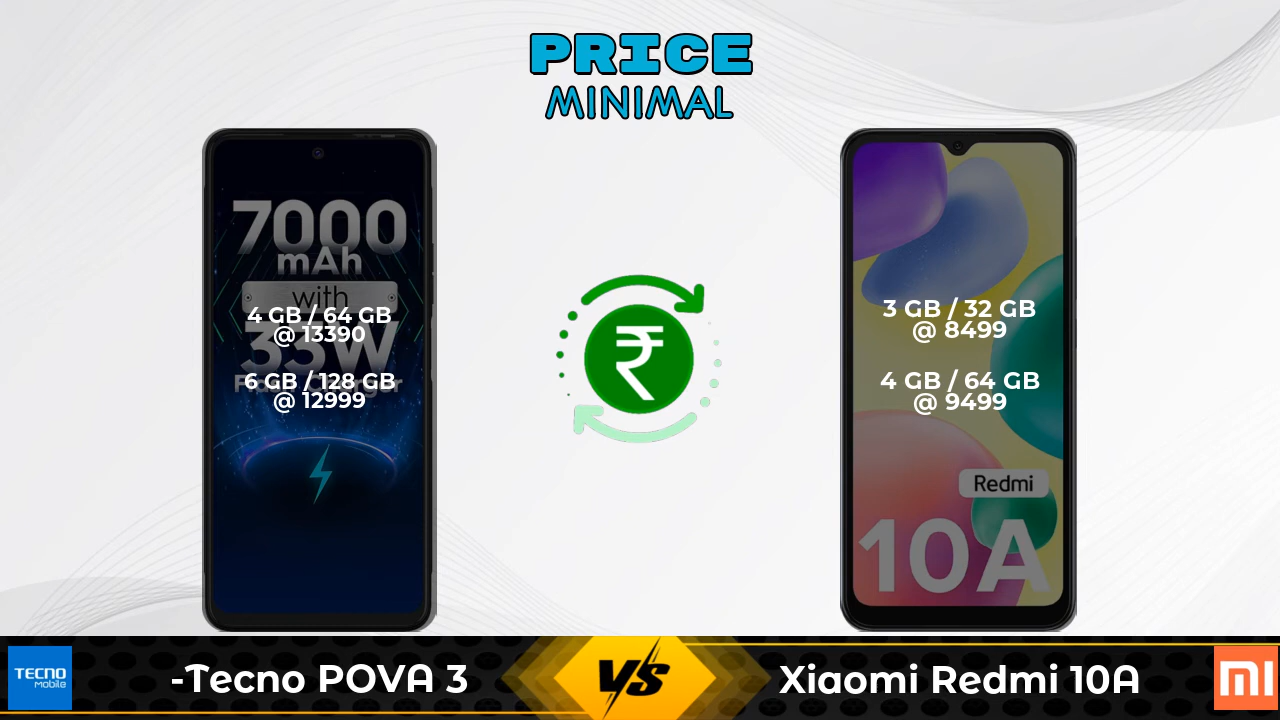 PRICE
MINIMAL
7000
mAh
with
4 GB / 64 GB
@ 13390
33W
6 GB / 128 GB
@ 12999
₹
3 GB / 32 GB
@ 8499
4 GB / 64 GB
@ 9499
Redmi
10A
TECNO
mobile
-Tecno POVA 3
VS
Xiaomi Redmi 10A
MI